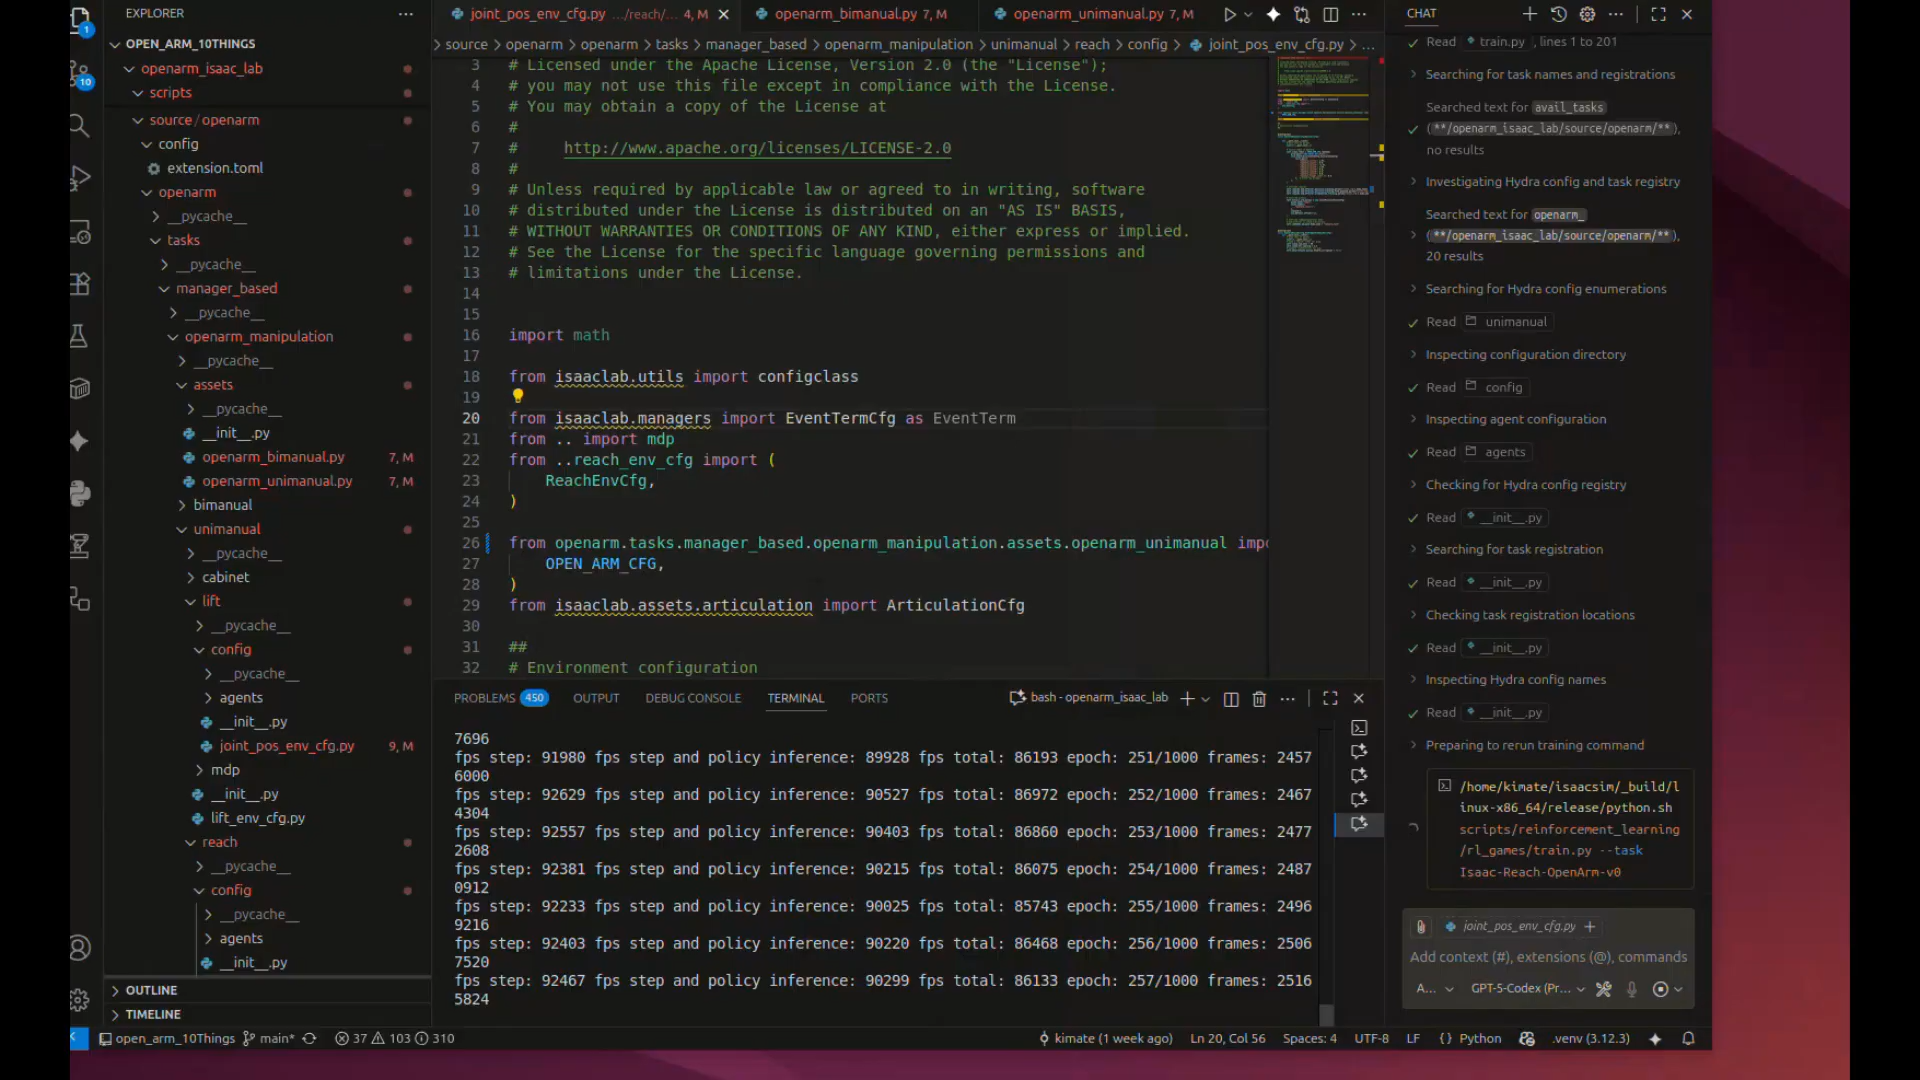 EXPLORER
OPEN_ARM_10THINGS
openarm_isaac_lab
scripts
source / openarm
config
extension.toml
openarm
__pycache__
tasks
__pycache__
manager_based
__pycache__
openarm_manipulation
__pycache__
assets
__pycache__
__init__.py
openarm_bimanual.py 7, M
openarm_unimanual.py 7, M
bimanual
unimanual
__pycache__
cabinet
lift
__pycache__
config
__pycache__
agents
__init__.py
joint_pos_env_cfg.py 9, M
mdp
__init__.py
lift_env_cfg.py
reach
__pycache__
config
__pycache__
agents
__init__.py
OUTLINE
TIMELINE
1
10
joint_pos_env_cfg.py .../reach/... 4, M
openarm_bimanual.py 7, M
openarm_unimanual.py 7, M
> source > openarm > openarm > tasks > manager_based > openarm_manipulation > unimanual > reach > config > joint_pos_env_cfg.py > ...
3 # Licensed under the Apache License, Version 2.0 (the "License");
4 # you may not use this file except in compliance with the License.
5 # You may obtain a copy of the License at
6 #
7 #     http://www.apache.org/licenses/LICENSE-2.0
8 #
9 # Unless required by applicable law or agreed to in writing, software
10 # distributed under the License is distributed on an "AS IS" BASIS,
11 # WITHOUT WARRANTIES OR CONDITIONS OF ANY KIND, either express or implied.
12 # See the License for the specific language governing permissions and
13 # limitations under the License.
14
15
16 import math
17
18 from isaaclab.utils import configclass
19
20 from isaaclab.managers import EventTermCfg as EventTerm
21 from .. import mdp
22 from ..reach_env_cfg import (
23     ReachEnvCfg,
24 )
25
26 from openarm.tasks.manager_based.openarm_manipulation.assets.openarm_unimanual impo
27     OPEN_ARM_CFG,
28 )
29 from isaaclab.assets.articulation import ArticulationCfg
30
31 ##
32 # Environment configuration
PROBLEMS 450 OUTPUT DEBUG CONSOLE TERMINAL PORTS
bash - openarm_isaac_lab
7696
fps step: 91980 fps step and policy inference: 89928 fps total: 86193 epoch: 251/1000 frames: 2457
6000
fps step: 92629 fps step and policy inference: 90527 fps total: 86972 epoch: 252/1000 frames: 2467
4304
fps step: 92557 fps step and policy inference: 90403 fps total: 86860 epoch: 253/1000 frames: 2477
2608
fps step: 92381 fps step and policy inference: 90215 fps total: 86075 epoch: 254/1000 frames: 2487
0912
fps step: 92233 fps step and policy inference: 90025 fps total: 85743 epoch: 255/1000 frames: 2496
9216
fps step: 92403 fps step and policy inference: 90220 fps total: 86468 epoch: 256/1000 frames: 2506
7520
fps step: 92467 fps step and policy inference: 90299 fps total: 86133 epoch: 257/1000 frames: 2516
5824
CHAT
Read train.py , lines 1 to 201
Searching for task names and registrations
Searched text for avail_tasks
(**/openarm_isaac_lab/source/openarm/**),
no results
Investigating Hydra config and task registry
Searched text for openarm_
(**/openarm_isaac_lab/source/openarm/**),
20 results
Searching for Hydra config enumerations
Read unimanual
Inspecting configuration directory
Read config
Inspecting agent configuration
Read agents
Checking for Hydra config registry
Read __init__.py
Searching for task registration
Read __init__.py
Checking task registration locations
Read __init__.py
Inspecting Hydra config names
Read __init__.py
Preparing to rerun training command
/home/kimate/isaacsim/_build/l
inux-x86_64/release/python.sh
scripts/reinforcement_learning
/rl_games/train.py --task
Isaac-Reach-OpenArm-v0
joint_pos_env_cfg.py
Add context (#), extensions (@), commands
A... GPT-5-Codex (Pr...
open_arm_10Things main* 37 103 310
kimate (1 week ago) Ln 20, Col 56 Spaces: 4 UTF-8 LF { } Python .venv (3.12.3)